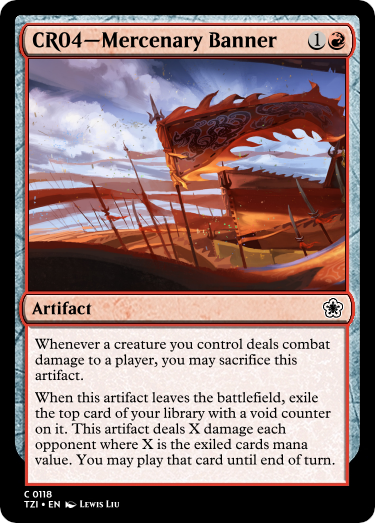 CR04—Mercenary Banner 1
Artifact
Whenever a creature you control deals combat
damage to a player, you may sacrifice this
artifact.
When this artifact leaves the battlefield, exile
the top card of your library with a void counter
on it. This artifact deals X damage each
opponent where X is the exiled cards mana
value. You may play that card until end of turn.
C 0118
TZI • EN Lewis Liu